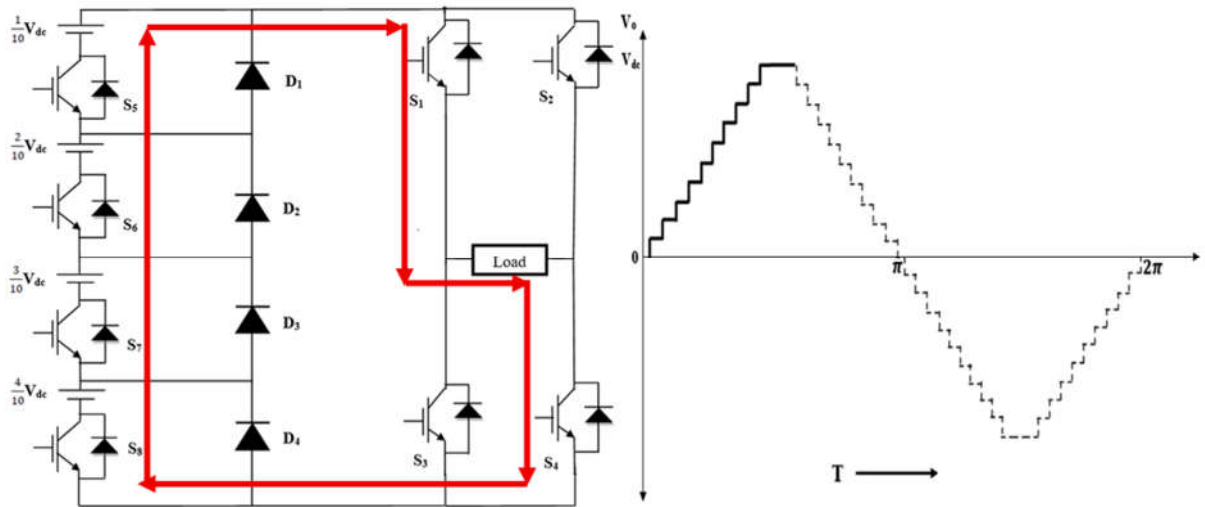 1/10 Vdc
S5
D1
S1
S2
2/10 Vdc
S6
D2
Load
3/10 Vdc
S7
D3
4/10 Vdc
S8
D4
S3
S4
Vo
Vdc
0
π
2π
T